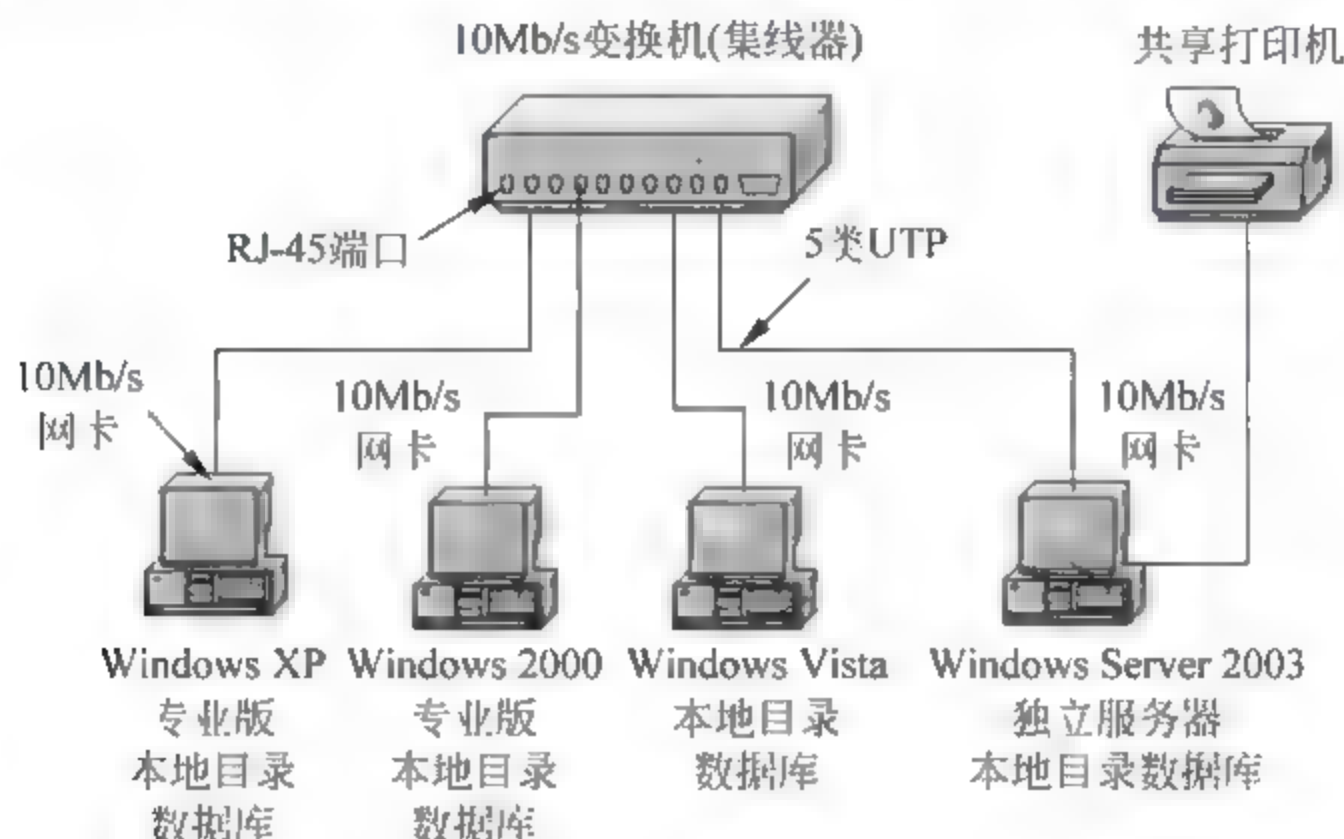 10Mb/s变换机(集线器)
共享打印机
RJ-45端口
5类UTP
10Mb/s
网卡
10Mb/s
网卡
10Mb/s
网卡
10Mb/s
网卡
Windows XP
专业版
本地目录
数据库
Windows 2000
专业版
本地目录
数据库
Windows Vista
本地目录
数据库
Windows Server 2003
独立服务器
本地目录数据库